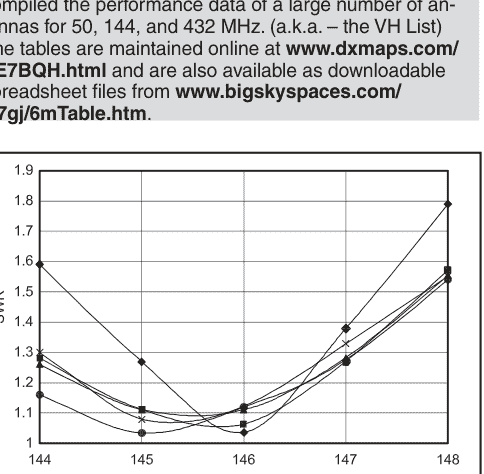 compiled the performance data of a large number of an-
nnas for 50, 144, and 432 MHz. (a.k.a. – the VH List)
he tables are maintained online at www.dxmaps.com/
E7BQH.html and are also available as downloadable
preadsheet files from www.bigskyspaces.com/
7gj/6mTable.htm.
1.9
1.8
1.7
1.6
1.5
1.4
1.3
1.2
1.1
1
SWR
144 145 146 147 148